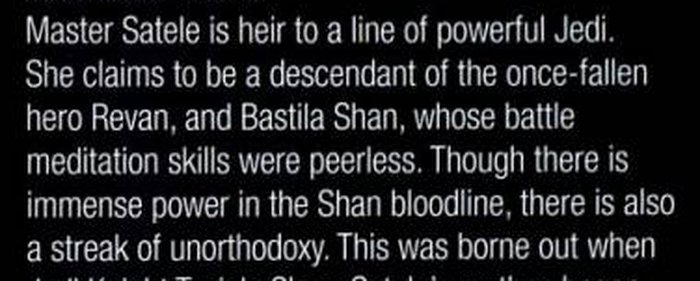 Master Satele is heir to a line of powerful Jedi.
She claims to be a descendant of the once-fallen
hero Revan, and Bastila Shan, whose battle
meditation skills were peerless. Though there is
immense power in the Shan bloodline, there is also
a streak of unorthodoxy. This was borne out when